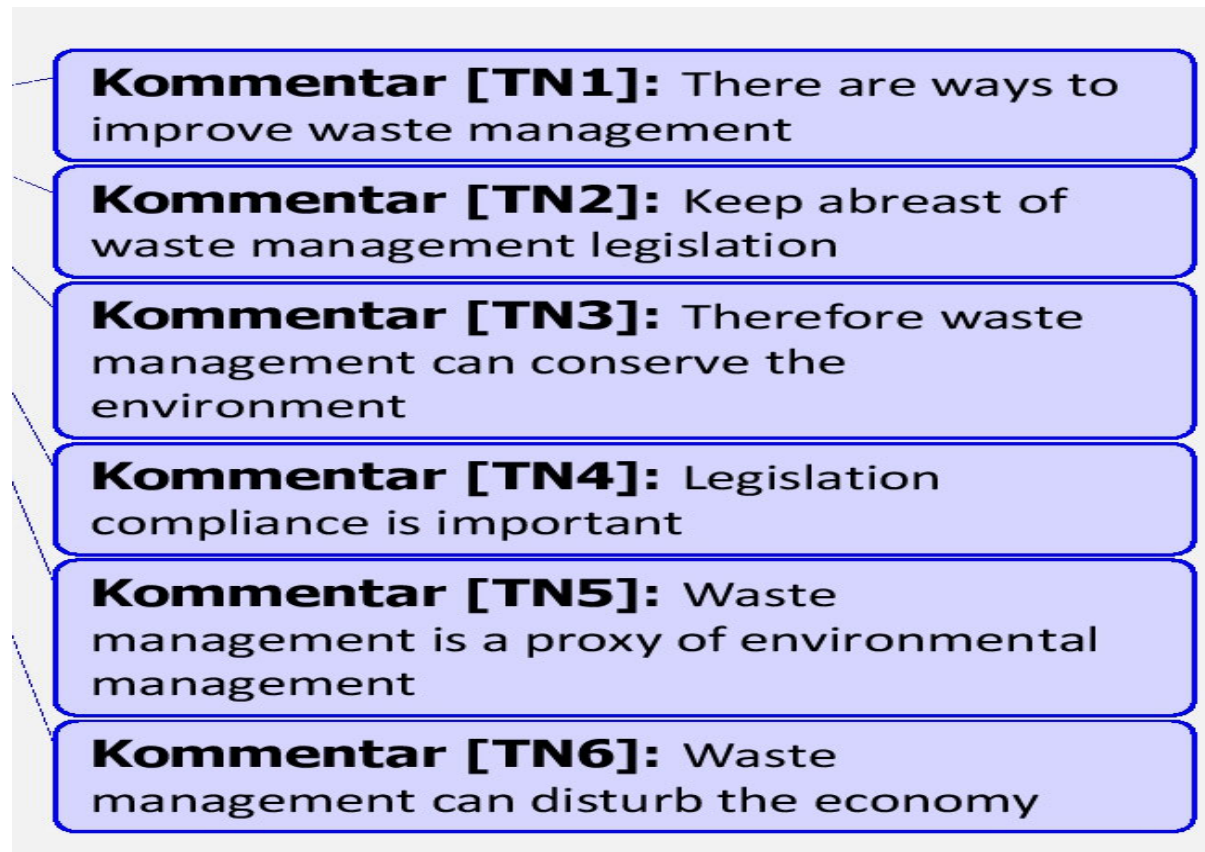 Kommentar [TN1]: There are ways to
improve waste management
Kommentar [TN2]: Keep abreast of
waste management legislation
Kommentar [TN3]: Therefore waste
management can conserve the
environment
Kommentar [TN4]: Legislation
compliance is important
Kommentar [TN5]: Waste
management is a proxy of environmental
management
Kommentar [TN6]: Waste
management can disturb the economy